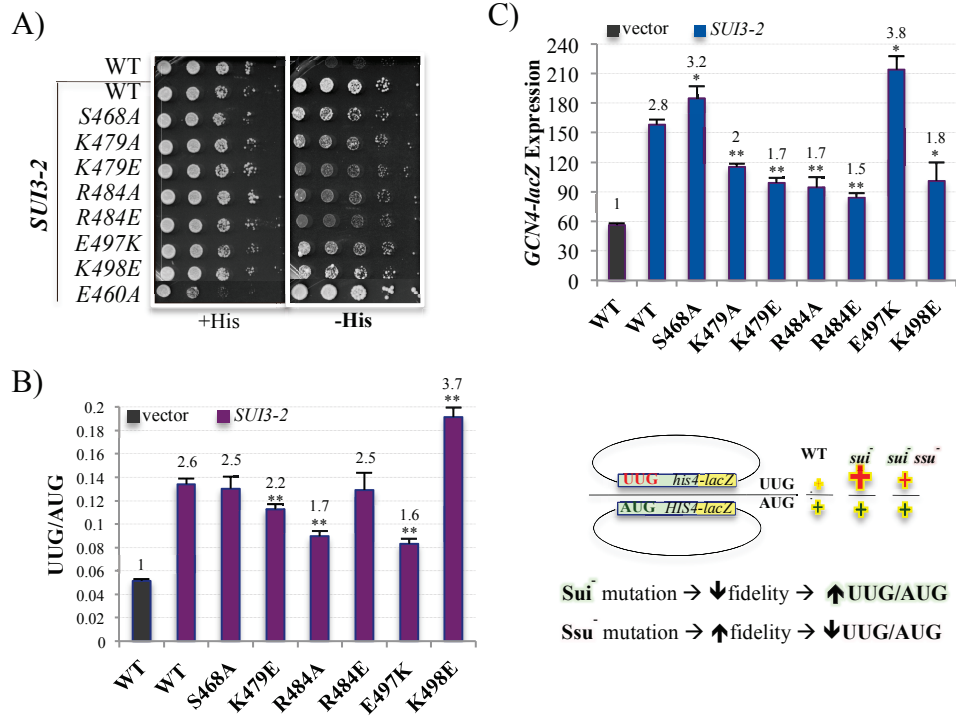 A)
WT
WT
S468A
K479A
K479E
R484A
R484E
E497K
K498E
E460A
SUI3-2
+His
-His
B)
vector
SUI3-2
UUG/AUG
0.2
0.18
0.16
0.14
0.12
0.1
0.08
0.06
0.04
0.02
0
1
2.6
2.5
2.2
**
1.7
**
2.5
1.6
**
3.7
**
WT
WT
S468A
K479E
R484A
R484E
E497K
K498E
C)
vector
SUI3-2
GCN4-lacZ Expression
240
210
180
150
120
90
60
30
0
1
2.8
3.2
*
2
**
1.7
**
1.7
**
1.5
**
3.8
*
1.8
*
WT
WT
S468A
K479A
K479E
R484A
R484E
E497K
K498E
UUG his4-lacZ
AUG HIS4-lacZ
UUG
AUG
WT
sui-
sui- ssu-
+ + +
+ + +
Sui- mutation → ↓ fidelity → ↑ UUG/AUG
Ssu- mutation → ↑ fidelity → ↓ UUG/AUG